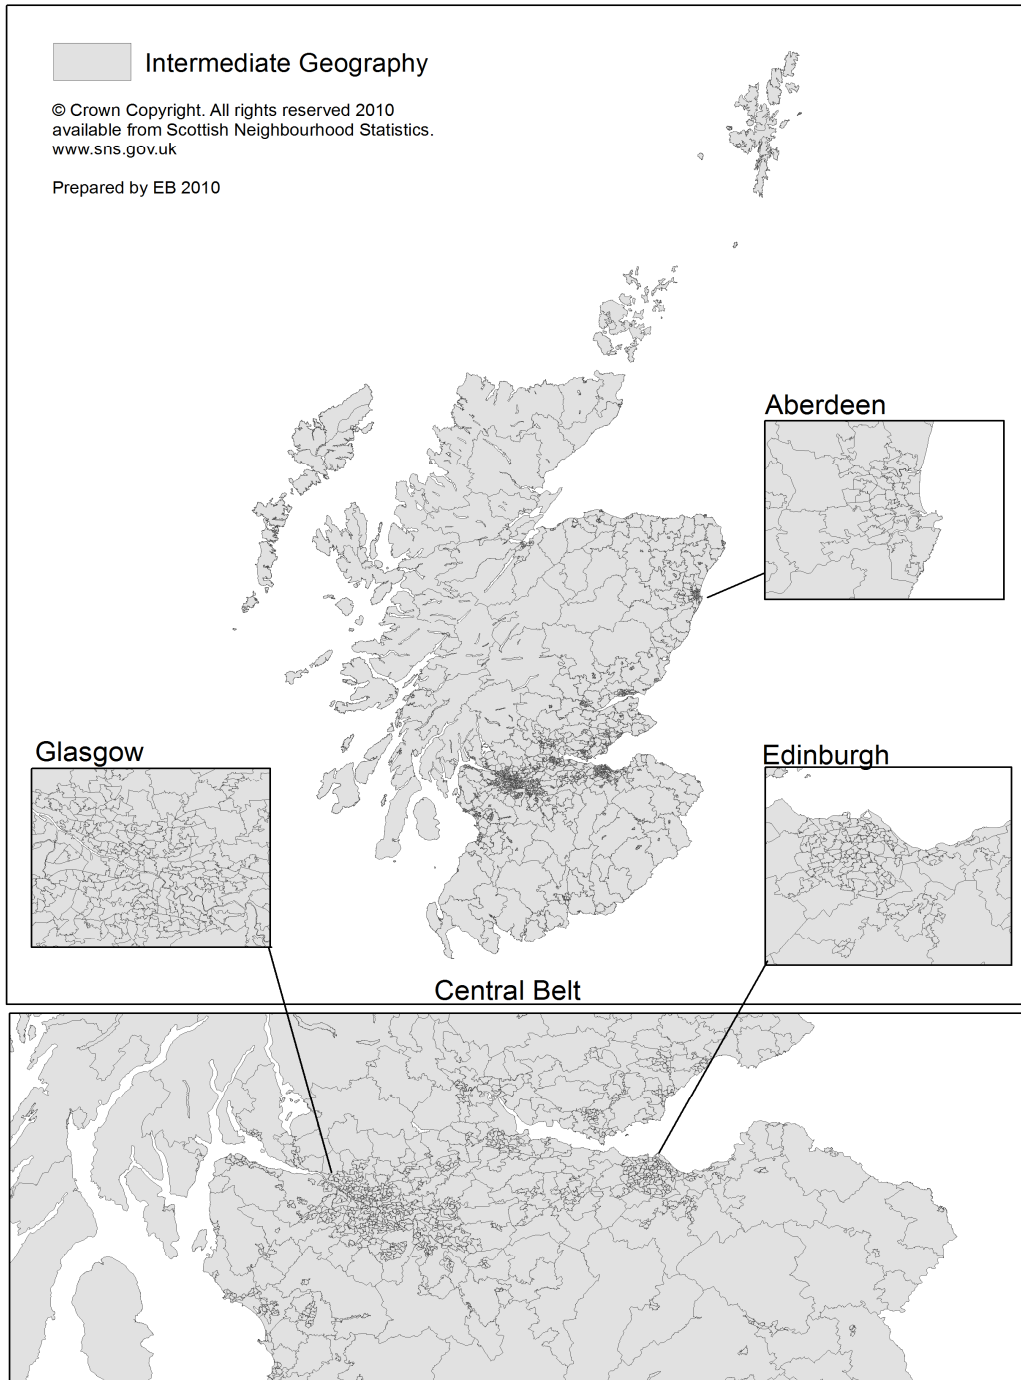 Intermediate Geography
© Crown Copyright. All rights reserved 2010
available from Scottish Neighbourhood Statistics.
www.sns.gov.uk
Prepared by EB 2010
Aberdeen
Glasgow
Edinburgh
Central Belt